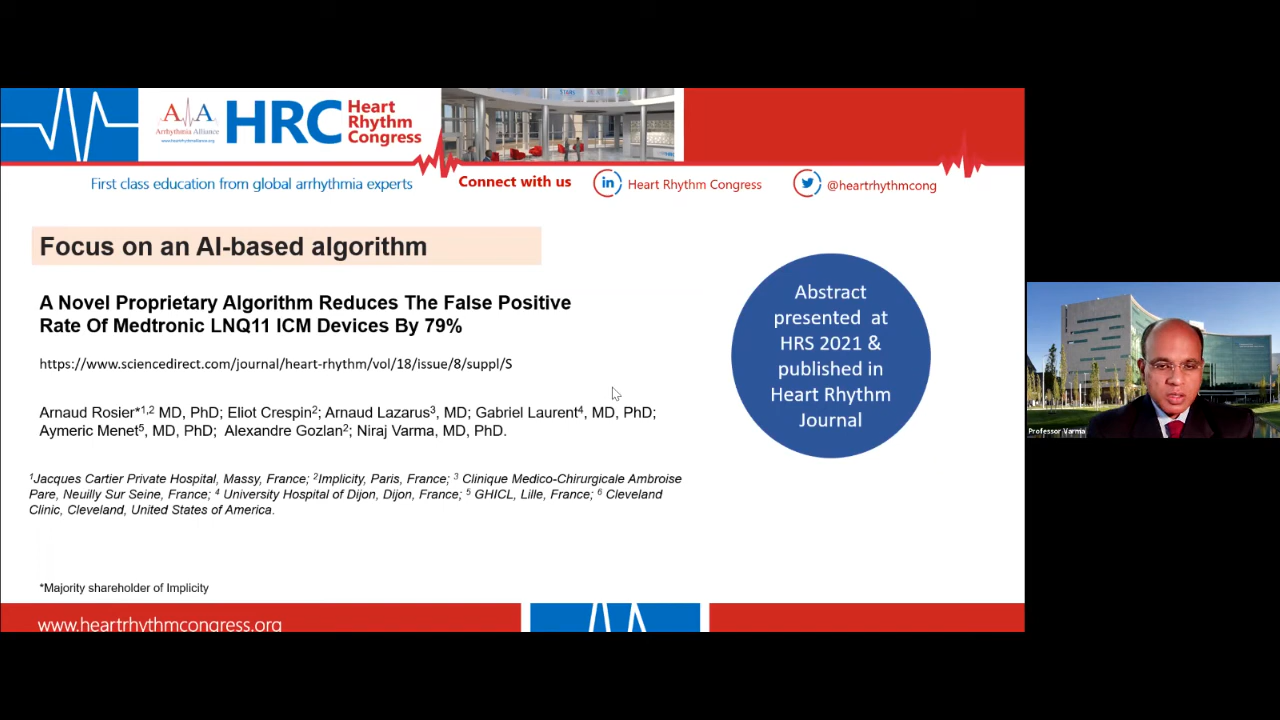 A A
Arrhythmia Alliance
www.heartrhythmalliance.org
HRC Heart
Rhythm
Congress
First class education from global arrhythmia experts
Connect with us
in
Heart Rhythm Congress
@heartrhythmcong
Focus on an AI-based algorithm
A Novel Proprietary Algorithm Reduces The False Positive
Rate Of Medtronic LNQ11 ICM Devices By 79%
https://www.sciencedirect.com/journal/heart-rhythm/vol/18/issue/8/suppl/S
Arnaud Rosier*1,2 MD, PhD; Eliot Crespin2; Arnaud Lazarus3, MD; Gabriel Laurent4, MD, PhD;
Aymeric Menet5, MD, PhD; Alexandre Gozlan2; Niraj Varma, MD, PhD.
1Jacques Cartier Private Hospital, Massy, France; 2Implicity, Paris, France; 3 Clinique Medico-Chirurgicale Ambroise
Pare, Neuilly Sur Seine, France; 4 University Hospital of Dijon, Dijon, France; 5 GHICL, Lille, France; 6 Cleveland
Clinic, Cleveland, United States of America.
*Majority shareholder of Implicity
Abstract
presented at
HRS 2021 &
published in
Heart Rhythm
Journal
www.heartrhythmcongress.org
Professor Varma